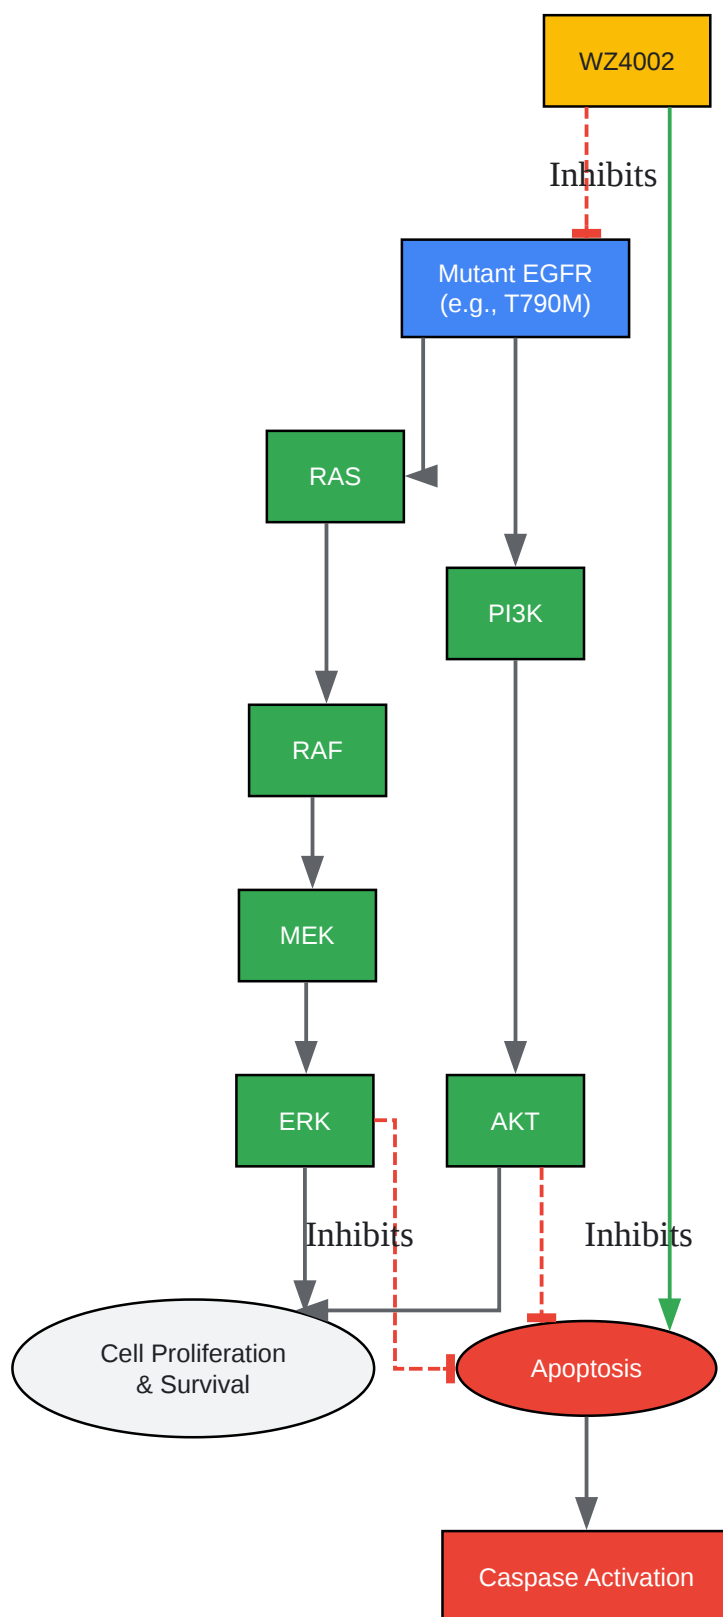 WZ4002
Inhibits
Mutant EGFR
(e.g., T790M)
RAS
PI3K
RAF
MEK
ERK
AKT
Inhibits
Inhibits
Cell Proliferation
& Survival
Apoptosis
Caspase Activation